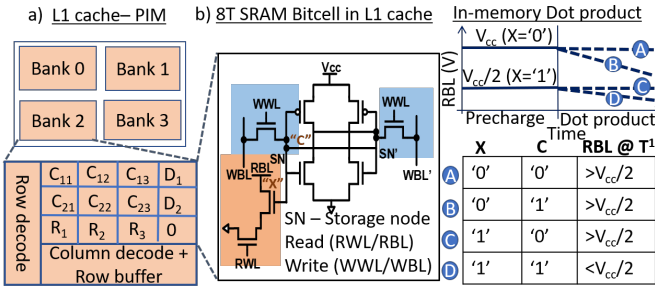 a) L1 cache– PIM
Bank 0
Bank 1
Bank 2
Bank 3
Row decode
C11 C12 C13 D1
C21 C22 C23 D2
R1 R2 R3 0
Column decode +
Row buffer
b) 8T SRAM Bitcell in L1 cache
Vcc
WWL
WWL
"C"
SN
SN'
WBL
RBL
WBL'
"X"
RWL
SN – Storage node
Read (RWL/RBL)
Write (WWL/WBL)
In-memory Dot product
RBL (V)
Vcc (X='0')
A
B
Vcc/2 (X='1')
C
D
Precharge
Dot product
Time
X C RBL @ T¹
A '0' '0' >Vcc/2
B '0' '1' >Vcc/2
C '1' '0' >Vcc/2
D '1' '1' <Vcc/2